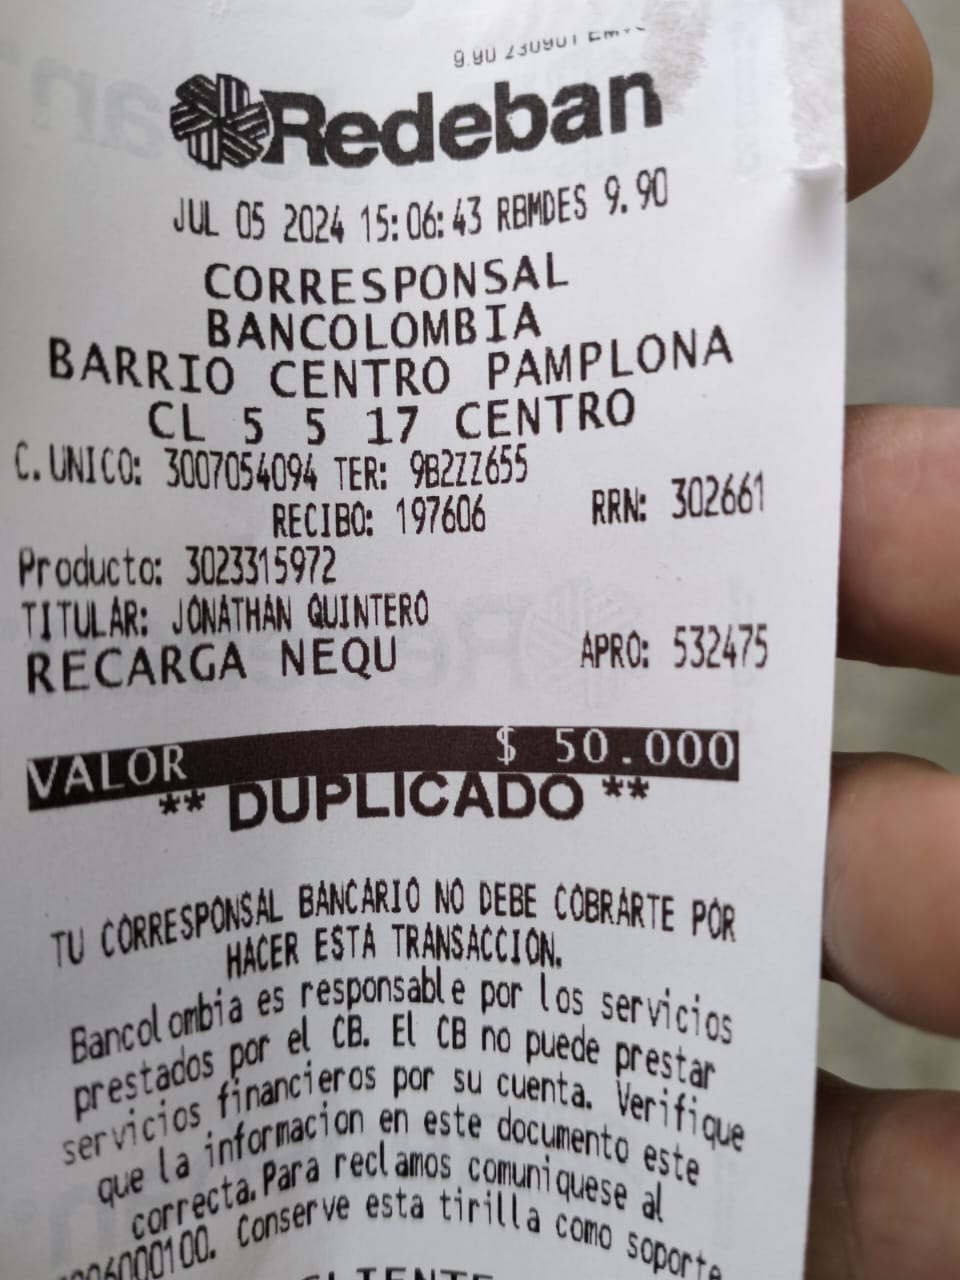 9.90 230901
Redeban
JUL 05 2024 15:06:43 RBMDES 9.90
CORRESPONSAL
BANCOLOMBIA
BARRIO CENTRO PAMPLONA
CL 5 5 17 CENTRO
C. UNICO: 3007054094 TER: 9B2ZZ655
RECIBO: 197606 RRN: 302661
Producto: 3023315972
TITULAR: JONATHAN QUINTERO
RECARGA NEQU APRO: 532475
VALOR $ 50.000
** DUPLICADO **
TU CORRESPONSAL BANCARIO NO DEBE COBRARTE POR
HACER ESTA TRANSACCION.
Bancolombia es responsable por los servicios
prestados por el CB. El CB no puede prestar
servicios financieros por su cuenta. Verifique
que la informacion en este documento este
correcta. Para reclamos comuniquese al
Conserve esta tirilla como soporte